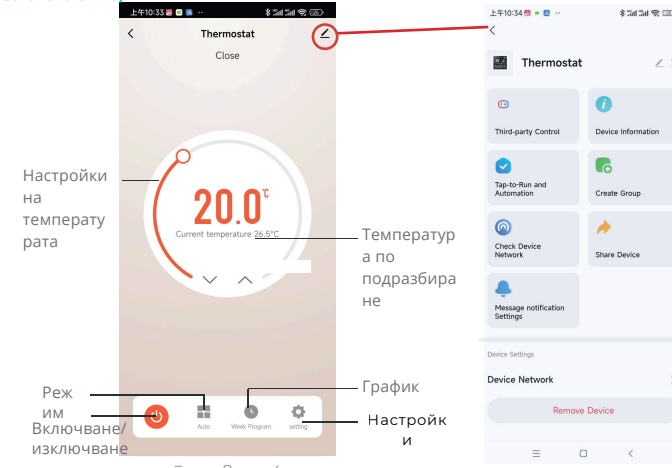 上午10:33
Thermostat
Close
20.0℃
Current temperature 26.5°C
Auto
Week Program
setting
Настройки
на
температу
рата
Температур
а по
подразбира
не
Реж
им
Включване/
изключване
График
Настройк
и
上午10:34
Thermostat
Third-party Control
Device Information
Tap-to-Run and
Automation
Create Group
Check Device
Network
Share Device
Message notification
Settings
Device Settings
Device Network
Remove Device